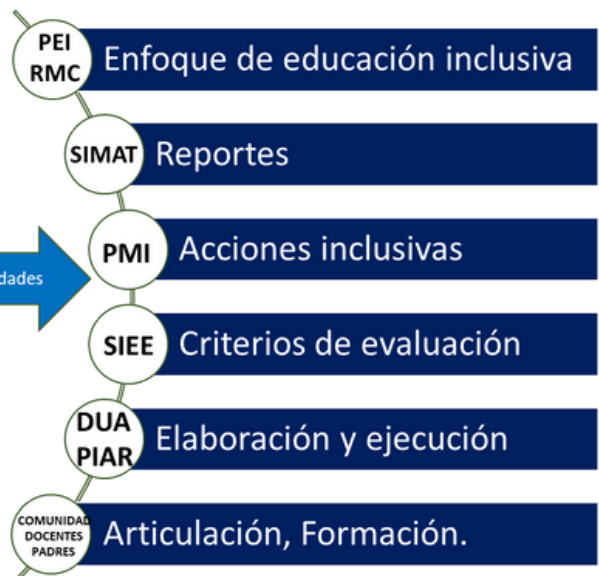 PEI
RMC
Enfoque de educación inclusiva
SIMAT
Reportes
PMI
Acciones inclusivas
dades
SIEE
Criterios de evaluación
DUA
PIAR
Elaboración y ejecución
COMUNIDAD
DOCENTES
PADRES
Articulación, Formación.